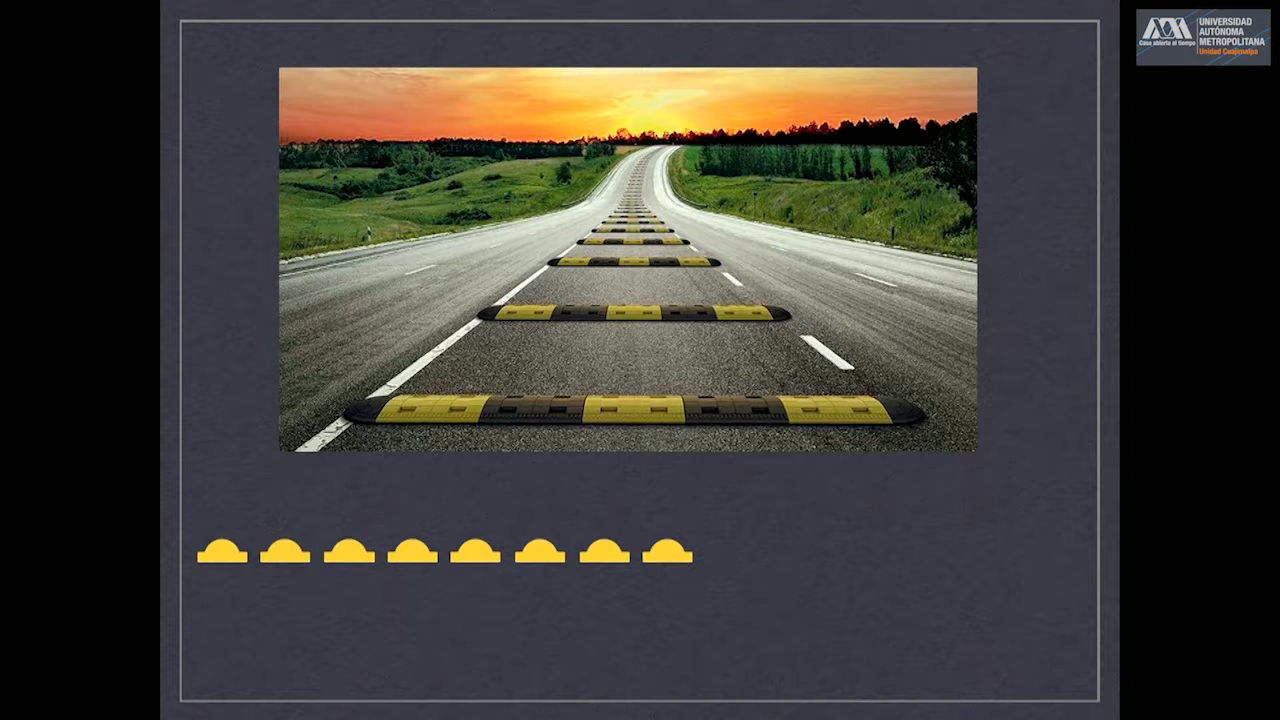 Casa abierta al tiempo
UNIVERSIDAD
AUTÓNOMA
METROPOLITANA
Unidad Cuajimalpa